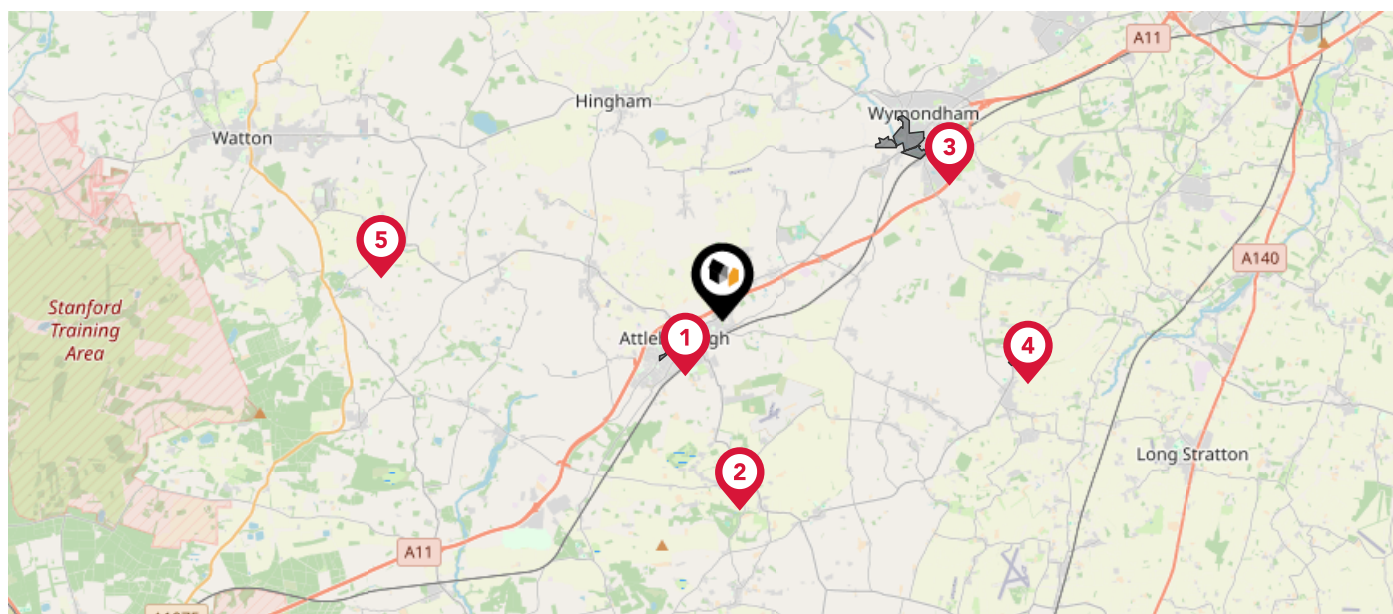 A11
Hingham
Wymondham
Watton
3
5
A140
Stanford
Training
Area
1
4
2
Long Stratton
A11